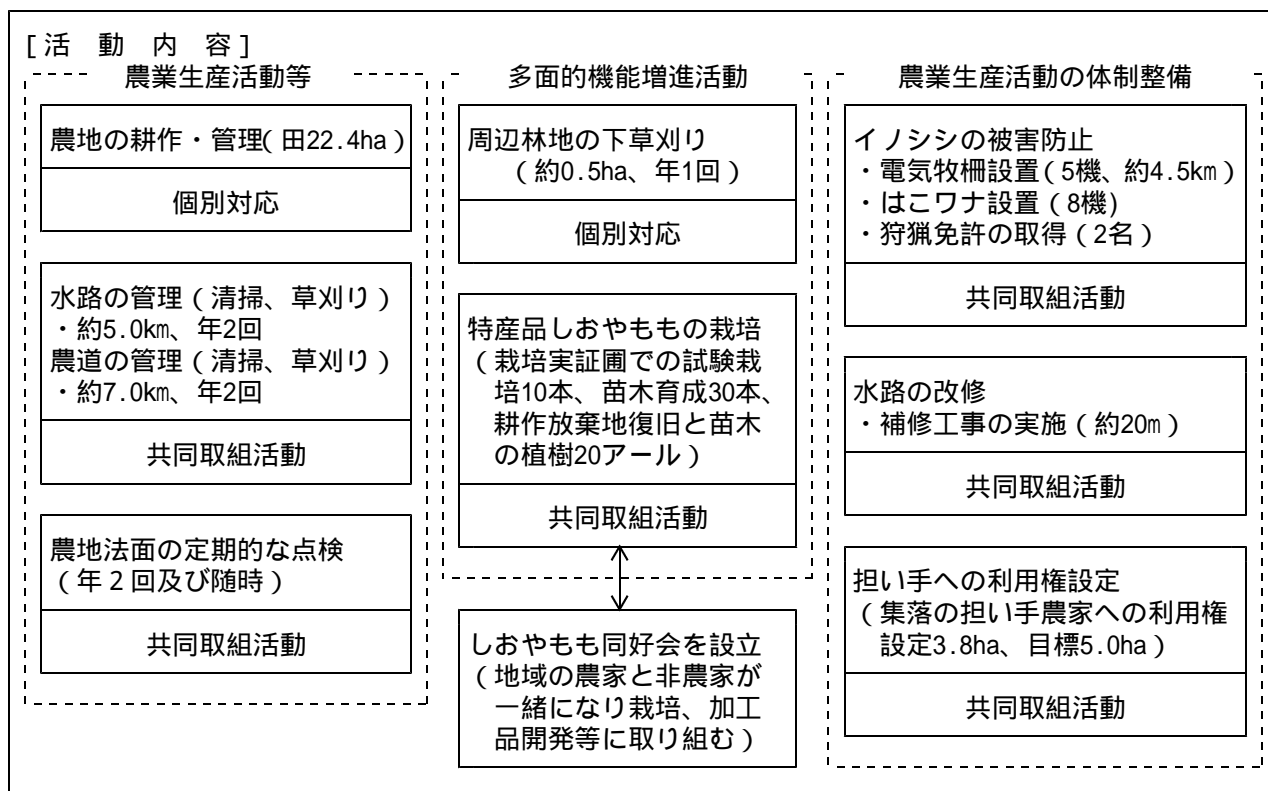 [活 動 内 容]
農業生産活動等
農地の耕作・管理(田22.4ha)
個別対応
水路の管理(清掃、草刈り)
・約5.0km、年2回
農道の管理(清掃、草刈り)
・約7.0km、年2回
共同取組活動
農地法面の定期的な点検
(年2回及び随時)
共同取組活動
多面的機能増進活動
周辺林地の下草刈り
(約0.5ha、年1回)
個別対応
特産品しおやももの栽培
(栽培実証圃での試験栽
培10本、苗木育成30本、
耕作放棄地復旧と苗木
の植樹20アール)
共同取組活動
しおやもも同好会を設立
(地域の農家と非農家が
一緒になり栽培、加工
品開発等に取り組む)
農業生産活動の体制整備
イノシシの被害防止
・電気牧柵設置(5機、約4.5km)
・はこワナ設置(8機)
・狩猟免許の取得(2名)
共同取組活動
水路の改修
・補修工事の実施(約20m)
共同取組活動
担い手への利用権設定
(集落の担い手農家への利用権
設定3.8ha、目標5.0ha)
共同取組活動